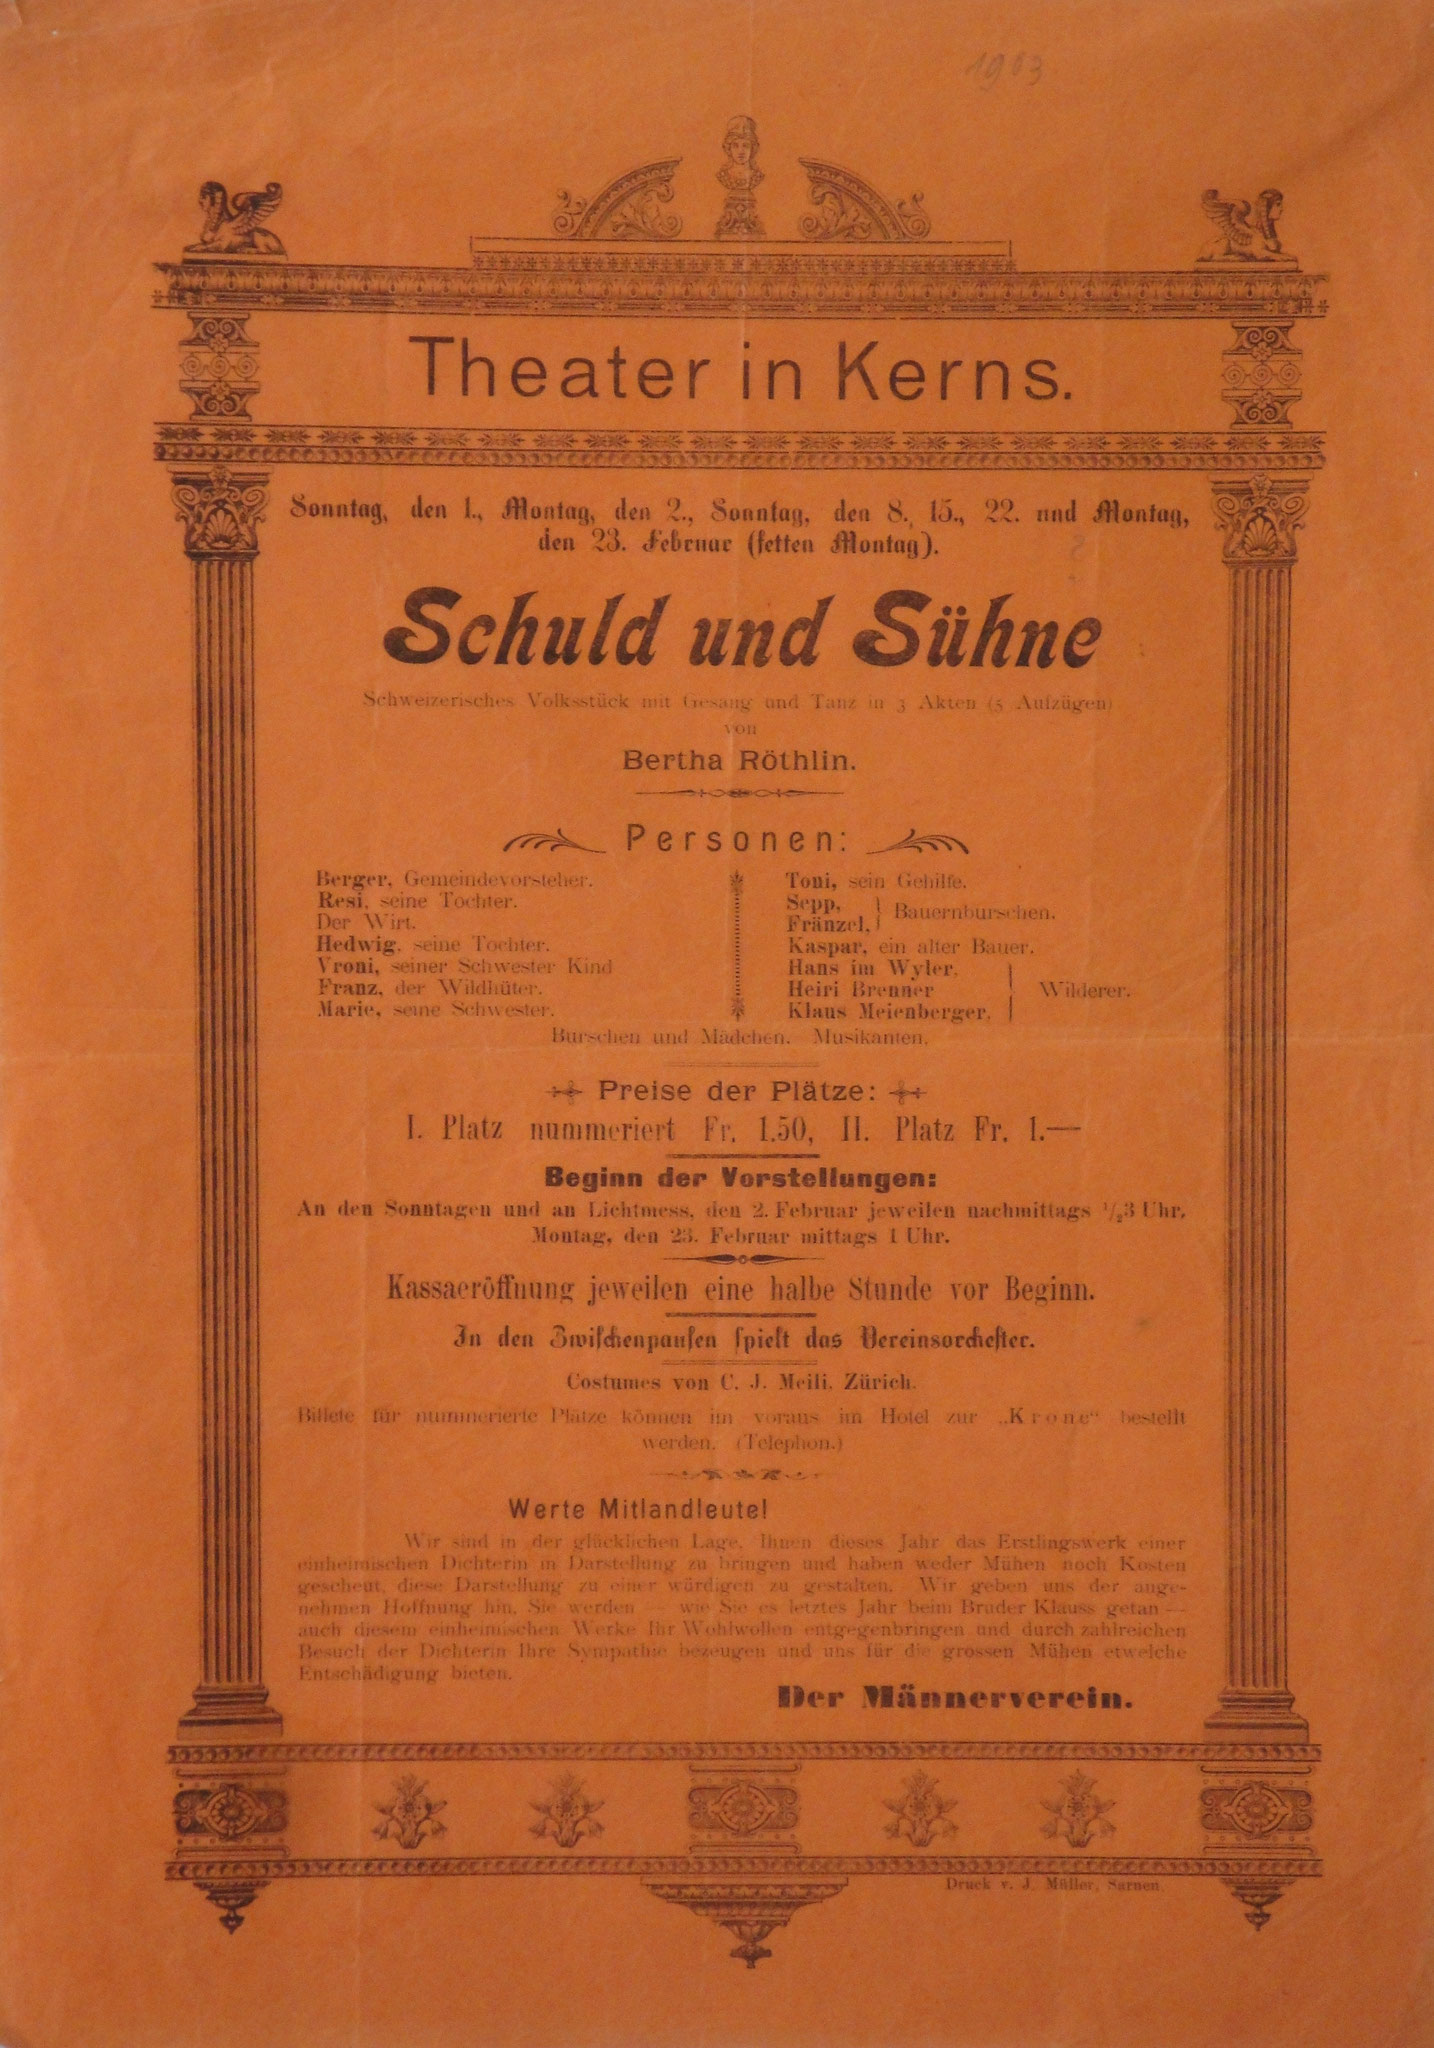 1903
Theater in Kerns.
Sonntag, den 1., Montag, den 2., Sonntag, den 8., 15., 22. und Montag,
den 23. Februar (fetten Montag).
Schuld und Sühne
Schweizerisches Volksstück mit Gesang und Tanz in 3 Akten (5 Aufzügen)
von
Bertha Röthlin.
Personen:
Berger, Gemeindevorsteher.
Resi, seine Tochter.
Der Wirt.
Hedwig, seine Tochter.
Vroni, seiner Schwester Kind
Franz, der Wildhüter.
Marie, seine Schwester.
Toni, sein Gehilfe.
Sepp,
Fränzel, } Bauernburschen.
Kaspar, ein alter Bauer.
Hans im Wyler,
Heiri Brenner } Wilderer.
Klaus Meienberger,
Burschen und Mädchen. Musikanten.
Preise der Plätze:
I. Platz nummeriert Fr. 1.50, II. Platz Fr. 1.—
Beginn der Vorstellungen:
An den Sonntagen und an Lichtmess, den 2. Februar jeweilen nachmittags 1/23 Uhr,
Montag, den 23. Februar mittags 1 Uhr.
Kassaeröffnung jeweilen eine halbe Stunde vor Beginn.
In den Zwischenpausen spielt das Vereinsorchester.
Costumes von C. J. Meili, Zürich.
Billete für nummerierte Plätze können im voraus im Hotel zur „Krone“ bestellt
werden. (Telephon.)
Werte Mitlandleute!
Wir sind in der glücklichen Lage, Ihnen dieses Jahr das Erstlingswerk einer
einheimischen Dichterin in Darstellung zu bringen und haben weder Mühen noch Kosten
gescheut, diese Darstellung zu einer würdigen zu gestalten. Wir geben uns der ange-
nehmen Hoffnung hin, Sie werden — wie Sie es letztes Jahr beim Bruder Klauss getan —
auch diesem einheimischen Werke Ihr Wohlwollen entgegenbringen und durch zahlreichen
Besuch der Dichterin Ihre Sympathie bezeugen und uns für die grossen Mühen etwelche
Entschädigung bieten.
Der Männerverein.
Druck v. J. Müller, Sarnen.